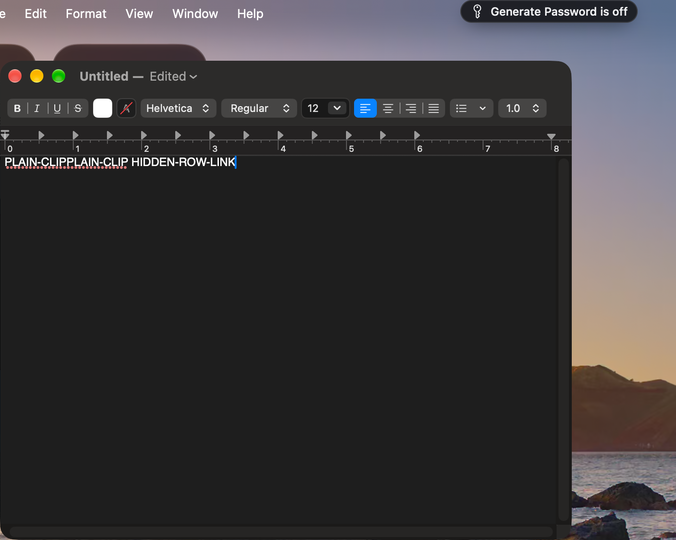 e Edit Format View Window Help
Generate Password is off
Untitled — Edited
B I U S A Helvetica Regular 12 1.0
0 1 2 3 4 5 6 7 8
PLAIN-CLIPPLAIN-CLIP HIDDEN-ROW-LINK